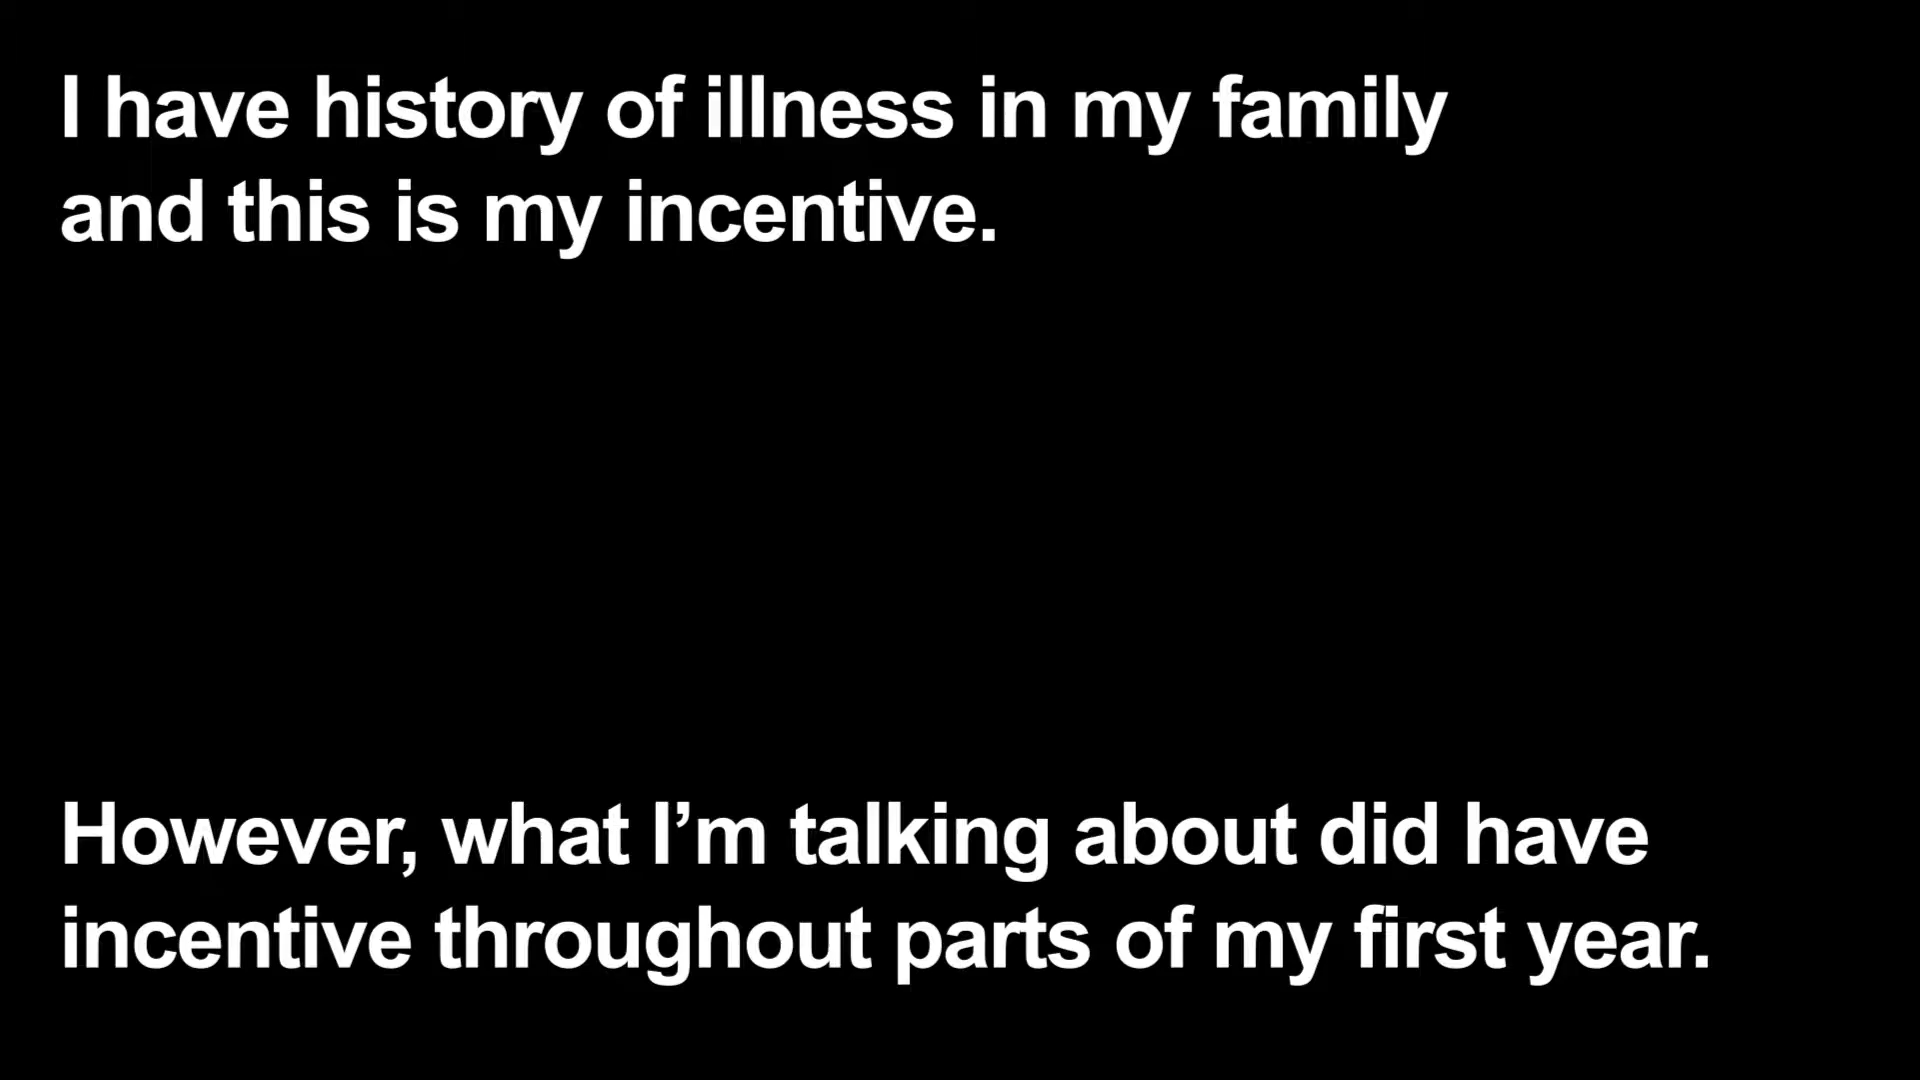 I have history of illness in my family
and this is my incentive.
However, what I’m talking about did have
incentive throughout parts of my first year.